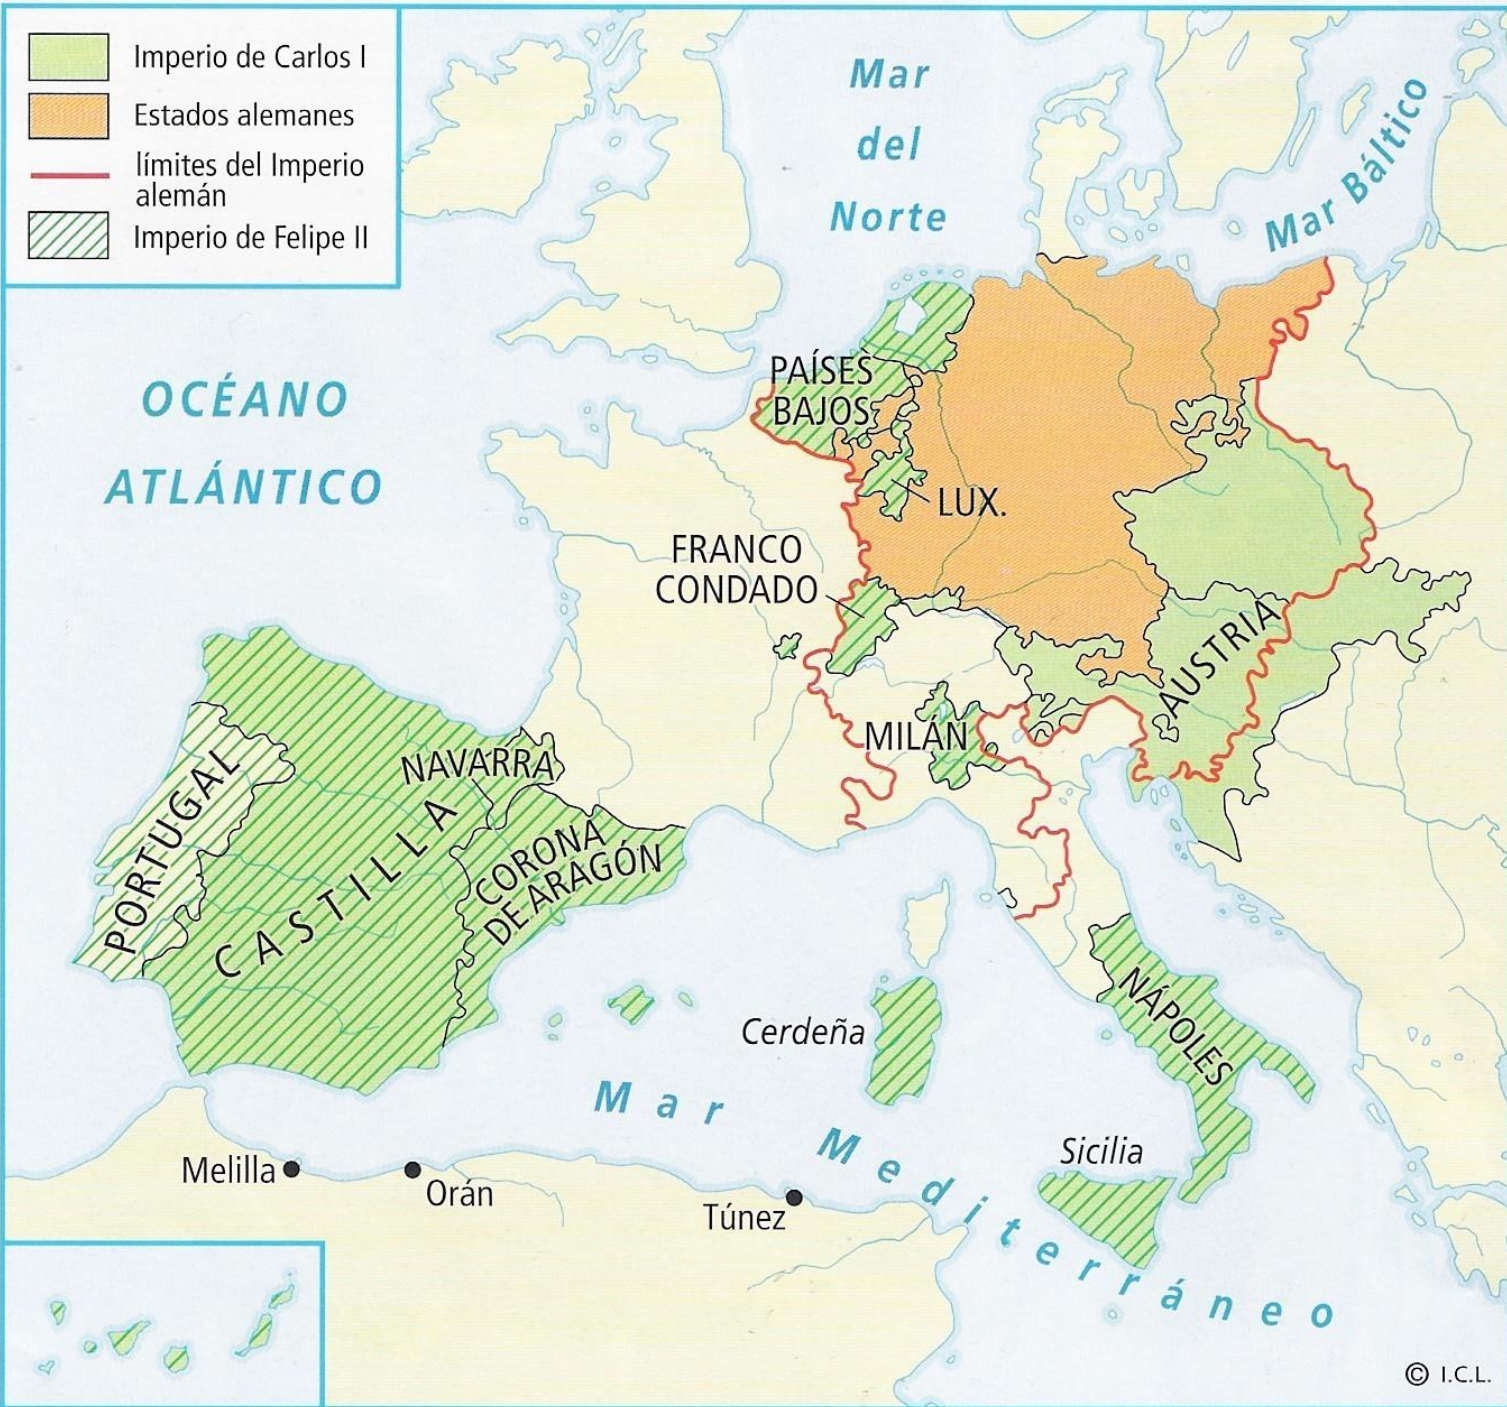 Imperio de Carlos I
Estados alemanes
límites del Imperio
alemán
Imperio de Felipe II
Mar
del
Norte
Mar Báltico
OCÉANO
ATLÁNTICO
PAÍSES
BAJOS
LUX.
FRANCO
CONDADO
AUSTRIA
MILÁN
NAVARRA
PORTUGAL
CASTILLA
CORONA
DE ARAGÓN
NÁPOLES
Cerdeña
Sicilia
Mar Mediterráneo
Melilla
Orán
Túnez
© I.C.L.